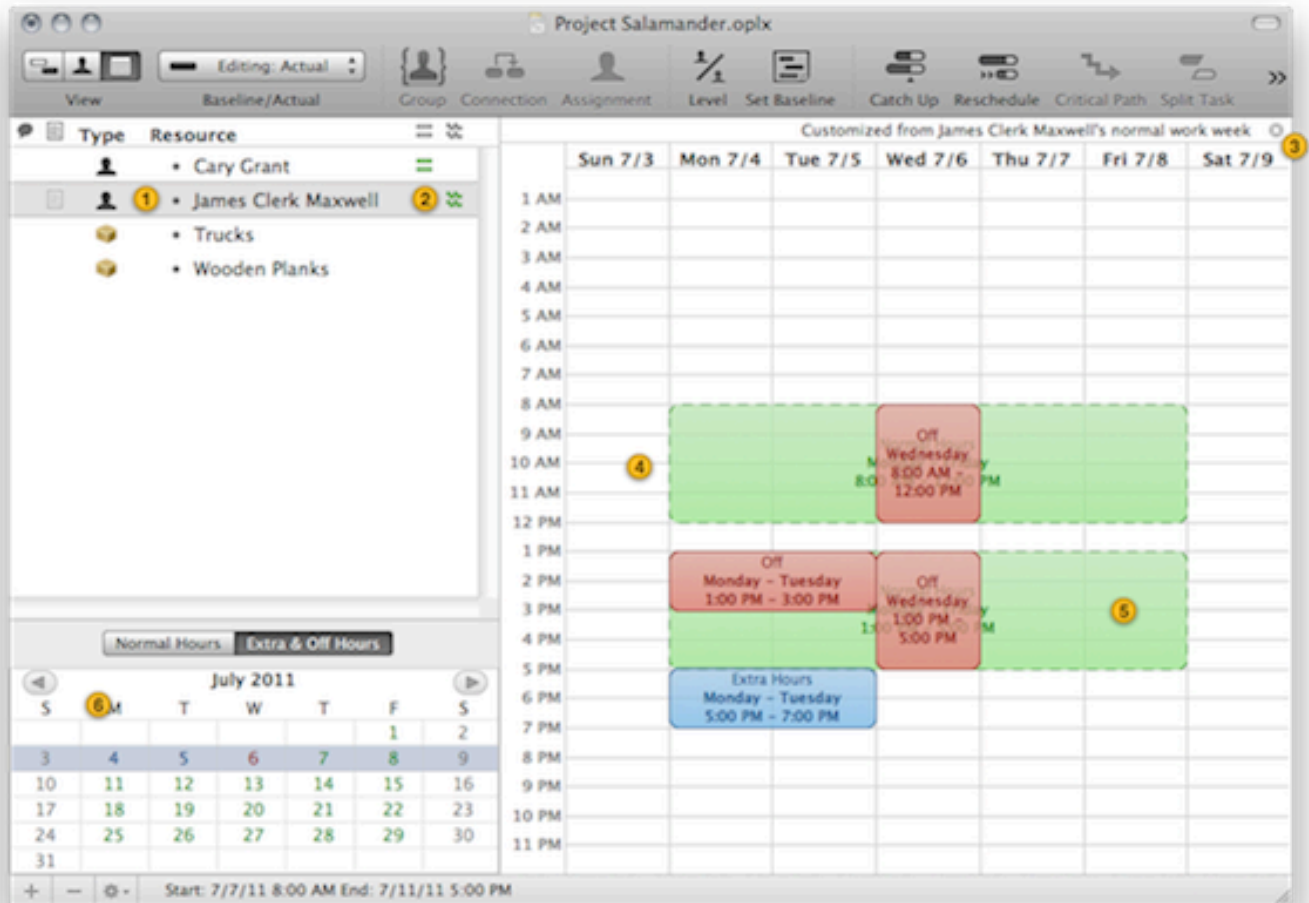 Project Salamander.oplx
Editing: Actual
View Baseline/Actual Group Connection Assignment Level Set Baseline Catch Up Reschedule Critical Path Split Task
Type Resource
Cary Grant
1 James Clerk Maxwell 2
Trucks
Wooden Planks
Normal Hours Extra & Off Hours
July 2011
S 6 M T W T F S
1 2
3 4 5 6 7 8 9
10 11 12 13 14 15 16
17 18 19 20 21 22 23
24 25 26 27 28 29 30
31
Start: 7/7/11 8:00 AM End: 7/11/11 5:00 PM
Customized from James Clerk Maxwell's normal work week
3
Sun 7/3 Mon 7/4 Tue 7/5 Wed 7/6 Thu 7/7 Fri 7/8 Sat 7/9
1 AM
2 AM
3 AM
4 AM
5 AM
6 AM
7 AM
8 AM
9 AM
10 AM
11 AM
12 PM
1 PM
2 PM
3 PM
4 PM
5 PM
6 PM
7 PM
8 PM
9 PM
10 PM
11 PM
4
Off
Wednesday
8:00 AM –
12:00 PM
Off
Monday – Tuesday
1:00 PM – 3:00 PM
Off
Wednesday
1:00 PM –
5:00 PM
5
Extra Hours
Monday – Tuesday
5:00 PM – 7:00 PM